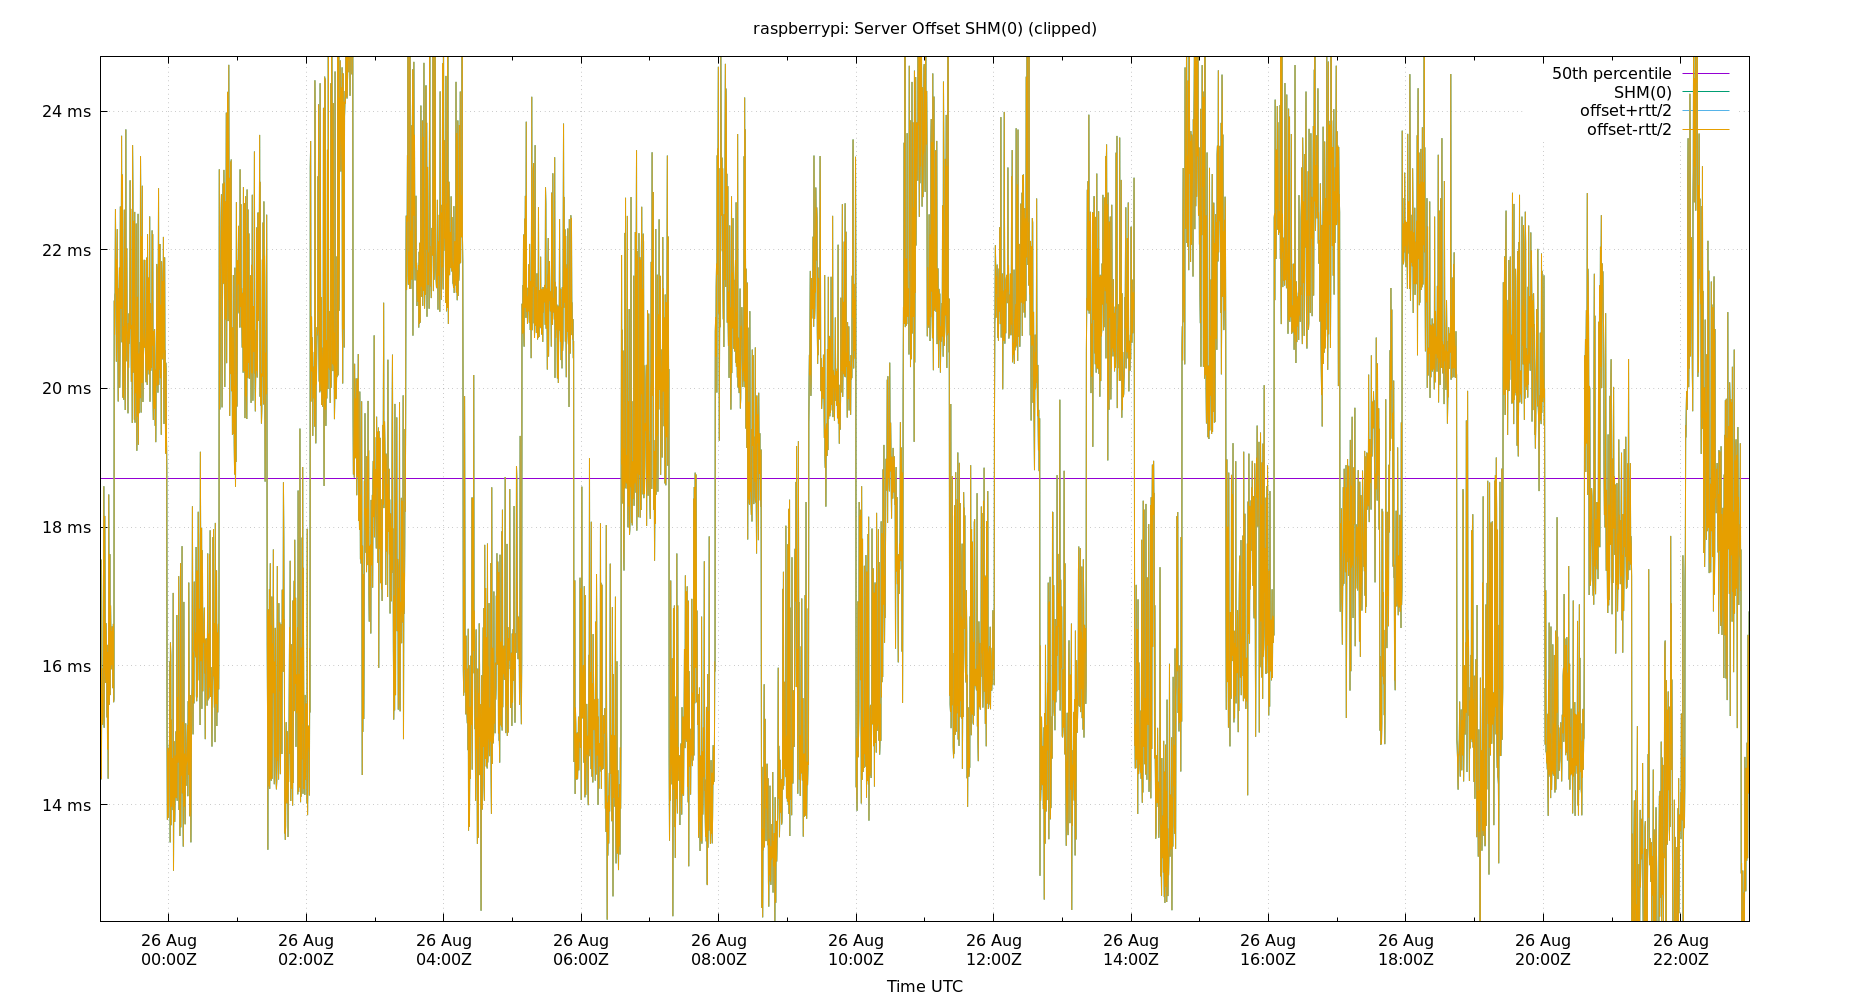 raspberrypi: Server Offset SHM(0) (clipped)
50th percentile
SHM(0)
offset+rtt/2
offset-rtt/2
24 ms
22 ms
20 ms
18 ms
16 ms
14 ms
26 Aug 26 Aug 26 Aug 26 Aug 26 Aug 26 Aug 26 Aug 26 Aug 26 Aug 26 Aug 26 Aug 26 Aug
00:00Z 02:00Z 04:00Z 06:00Z 08:00Z 10:00Z 12:00Z 14:00Z 16:00Z 18:00Z 20:00Z 22:00Z
Time UTC